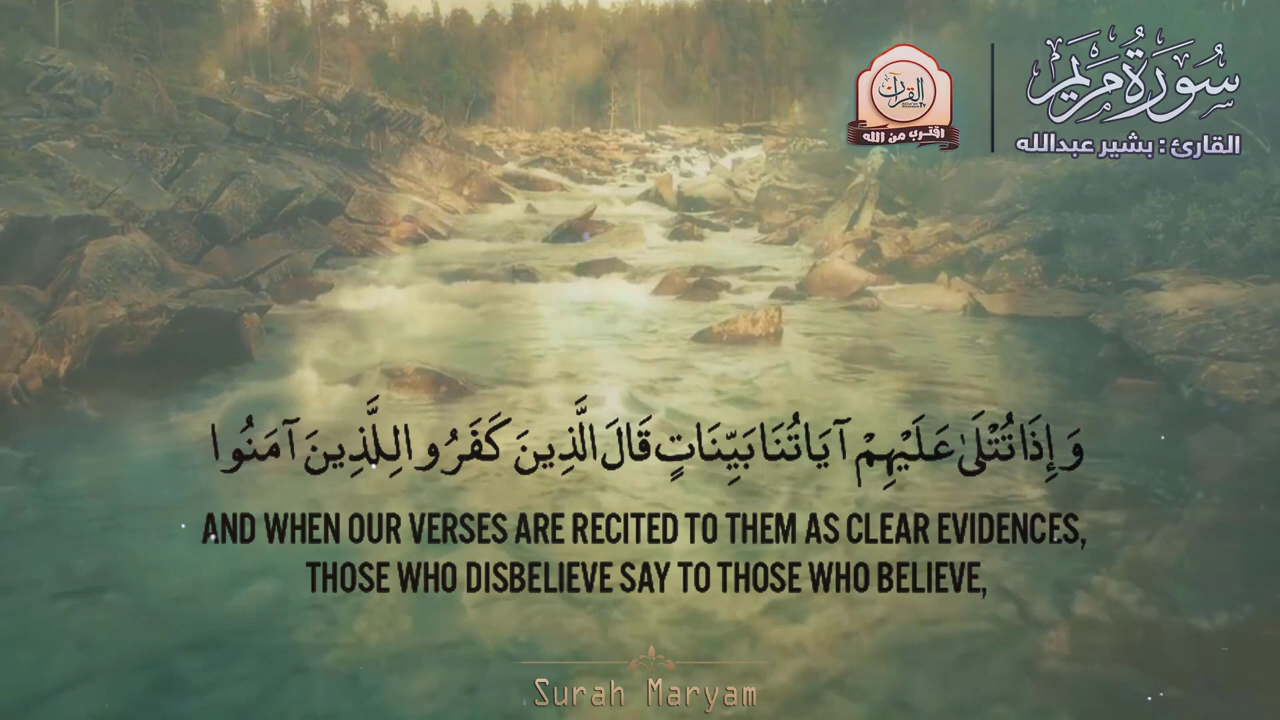 سُورَةُ مَرْيَم
القارئ : بشير عبدالله
القرآن
اقترب من الله
وَإِذَا تُتْلَىٰ عَلَيْهِمْ آيَاتُنَا بَيِّنَاتٍ قَالَ الَّذِينَ كَفَرُوا لِلَّذِينَ آمَنُوا
AND WHEN OUR VERSES ARE RECITED TO THEM AS CLEAR EVIDENCES,
THOSE WHO DISBELIEVE SAY TO THOSE WHO BELIEVE,
Surah Maryam